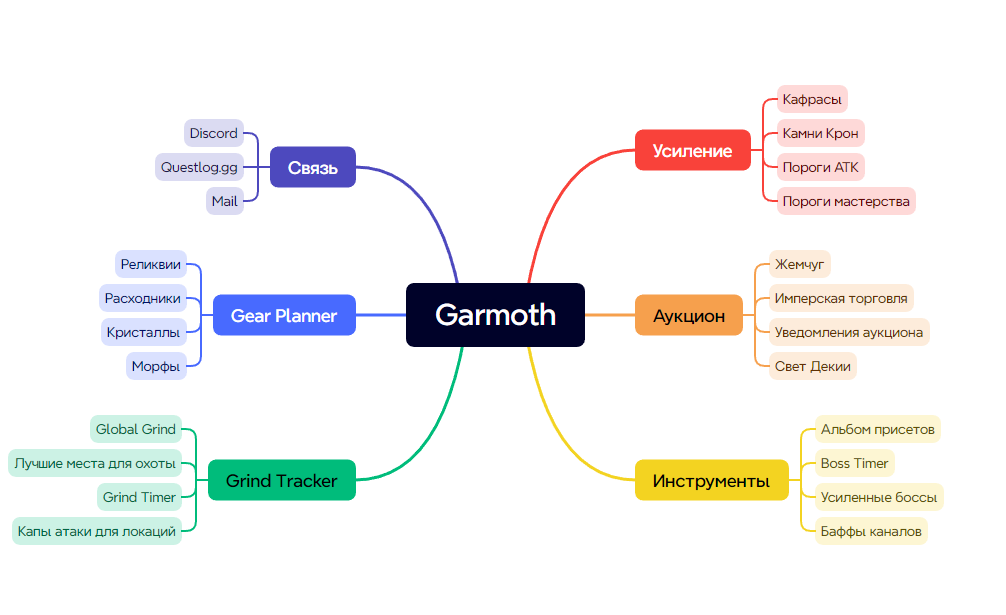 Garmoth
Связь
Discord
Questlog.gg
Mail
Gear Planner
Реликвии
Расходники
Кристаллы
Морфы
Grind Tracker
Global Grind
Лучшие места для охоты
Grind Timer
Капы атаки для локаций
Усиление
Кафрасы
Камни Крон
Пороги АТК
Пороги мастерства
Аукцион
Жемчуг
Имперская торговля
Уведомления аукциона
Свет Декии
Инструменты
Альбом присетов
Boss Timer
Усиленные боссы
Баффы каналов